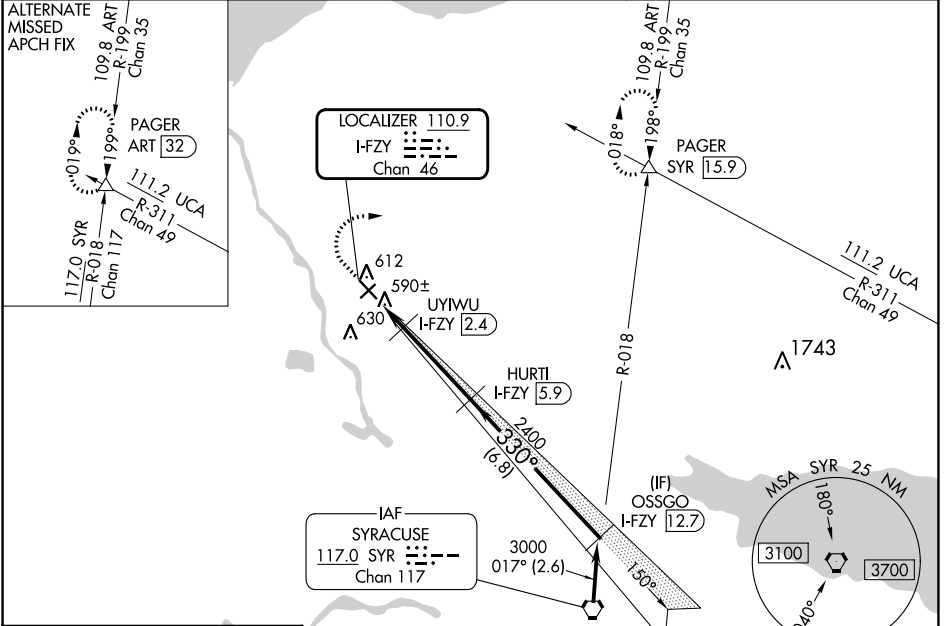 ALTERNATE
MISSED
APCH FIX
109.8 ART
R-199
Chan 35
PAGER
ART 32
019°
199°
111.2 UCA
R-311
Chan 49
117.0 SYR
R-018
Chan 117
LOCALIZER 110.9
I-FZY
Chan 46
109.8 ART
R-199
Chan 35
018°
198°
PAGER
SYR 15.9
111.2 UCA
R-311
Chan 49
612
590±
630
UYIWU
I-FZY 2.4
R-018
1743
HURTI
I-FZY 5.9
2400
330°
(6.8)
(IF)
OSSGO
I-FZY 12.7
IAF
SYRACUSE
117.0 SYR
Chan 117
3000
017° (2.6)
150°
MSA SYR 25 NM
180°
3100
3700
040°